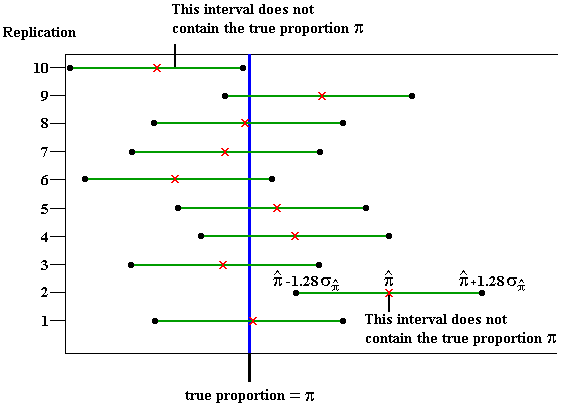 This interval does not
contain the true proportion π
Replication
10
9
8
7
6
5
4
3
π̂ -1.28σπ̂ π̂ π̂ +1.28σπ̂
2
This interval does not
contain the true proportion π
1
true proportion = π